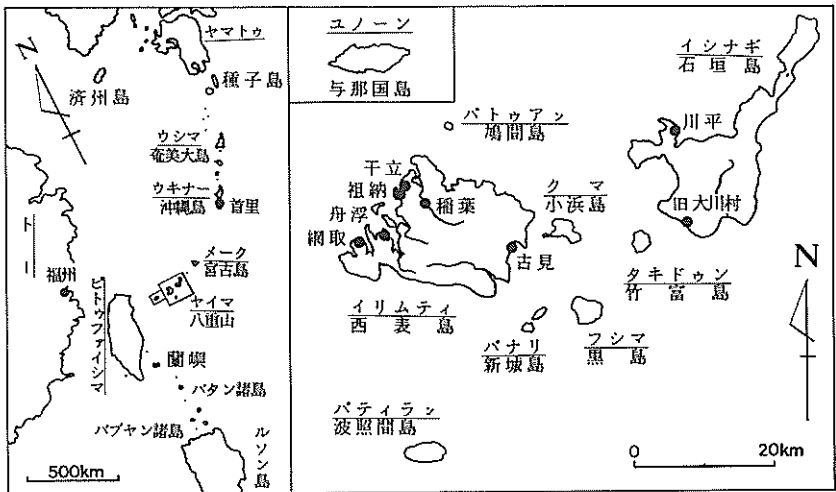 N
ヤマトゥ
済州島
種子島
ウシマ
奄美大島
ウキナー
沖縄島
首里
トー
福州
メーク
宮古島
ヤイマ
八重山
ピトゥファイシマ
蘭嶼
バタン諸島
バブヤン諸島
ルソン島
500km
ユノーン
与那国島
イシナギ
石垣島
川平
旧大川村
パトゥアン
鳩間島
干立
祖納
稲葉
舟浮
網取
古見
クマ
小浜島
タキドゥン
竹富島
イリムティ
西表島
パナリ
新城島
フシマ
黒島
パティラン
波照間島
N
0
20km